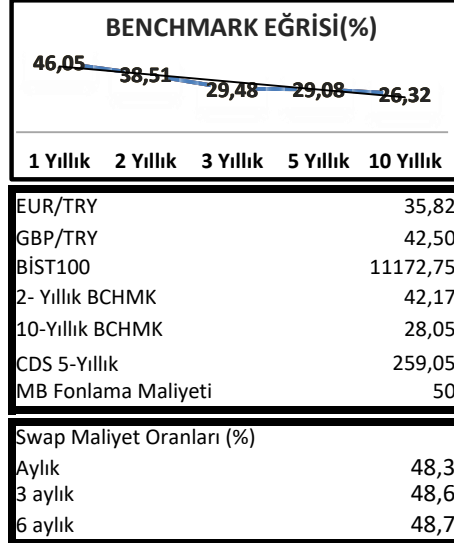 BENCHMARK EĞRİSİ(%)
46,05 38,51 29,48 29,08 26,32
1 Yıllık 2 Yıllık 3 Yıllık 5 Yıllık 10 Yıllık
EUR/TRY 35,82
GBP/TRY 42,50
BİST100 11172,75
2- Yıllık BCHMK 42,17
10-Yıllık BCHMK 28,05
CDS 5-Yıllık 259,05
MB Fonlama Maliyeti 50
Swap Maliyet Oranları (%)
Aylık 48,3
3 aylık 48,6
6 aylık 48,7